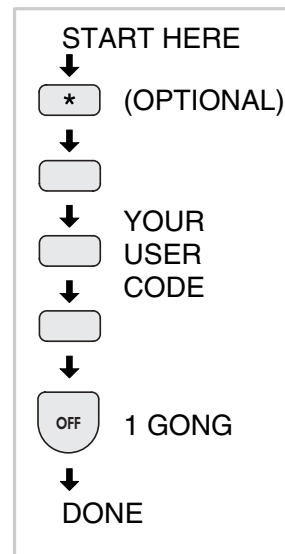 START HERE
* (OPTIONAL)
YOUR
USER
CODE
OFF 1 GONG
DONE